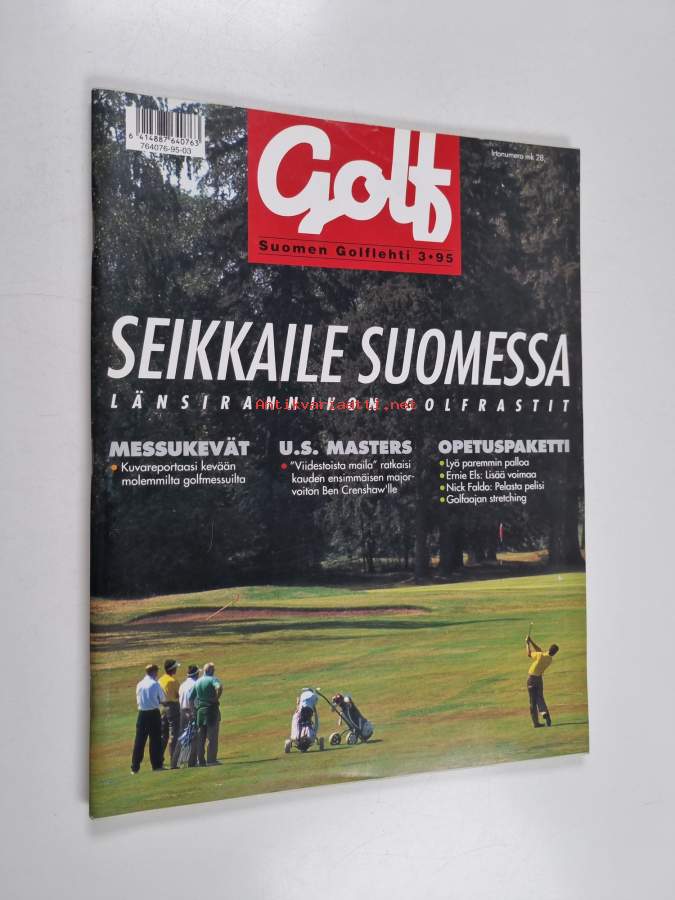 6 414887 640763
764076-95-03
Golf
Irtonumero mk 28,
Suomen Golflehti 3•95
SEIKKAILE SUOMESSA
LÄNSIRANNIKON GOLFRASTIT
Antikvariaatti.net
MESSUKEVÄT
• Kuvareportaasi kevään
molemmilta golfmessuilta
U.S. MASTERS
• "Viidestoista maila" ratkaisi
kauden ensimmäisen major-
voiton Ben Crenshaw'lle
OPETUSPAKETTI
• Lyö paremmin palloa
• Ernie Els: Lisää voimaa
• Nick Faldo: Pelasta pelisi
• Golfaajan stretching